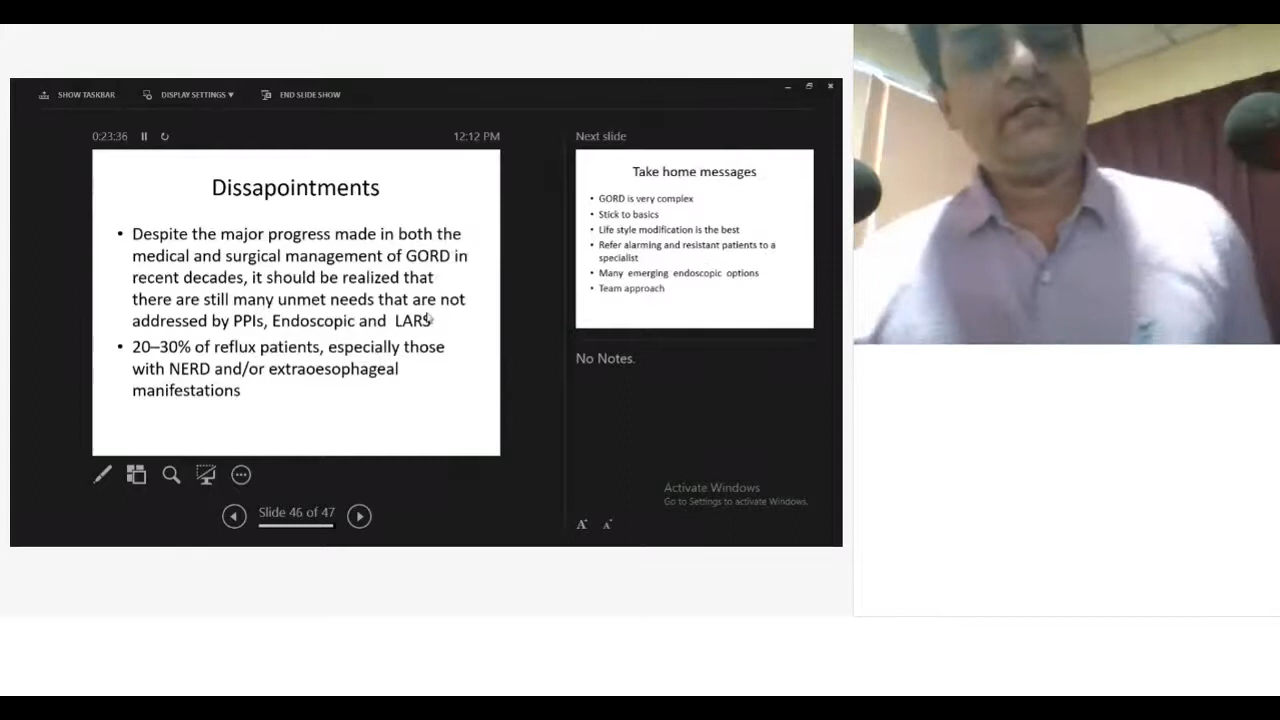 SHOW TASKBAR
DISPLAY SETTINGS ▼
END SLIDE SHOW
0:23:36
12:12 PM
Dissapointments
• Despite the major progress made in both the
medical and surgical management of GORD in
recent decades, it should be realized that
there are still many unmet needs that are not
addressed by PPIs, Endoscopic and LARS
• 20–30% of reflux patients, especially those
with NERD and/or extraoesophageal
manifestations
Slide 46 of 47
Next slide
Take home messages
• GORD is very complex
• Stick to basics
• Life style modification is the best
• Refer alarming and resistant patients to a
specialist
• Many emerging endoscopic options
• Team approach
No Notes.
Activate Windows
Go to Settings to activate Windows.
A A